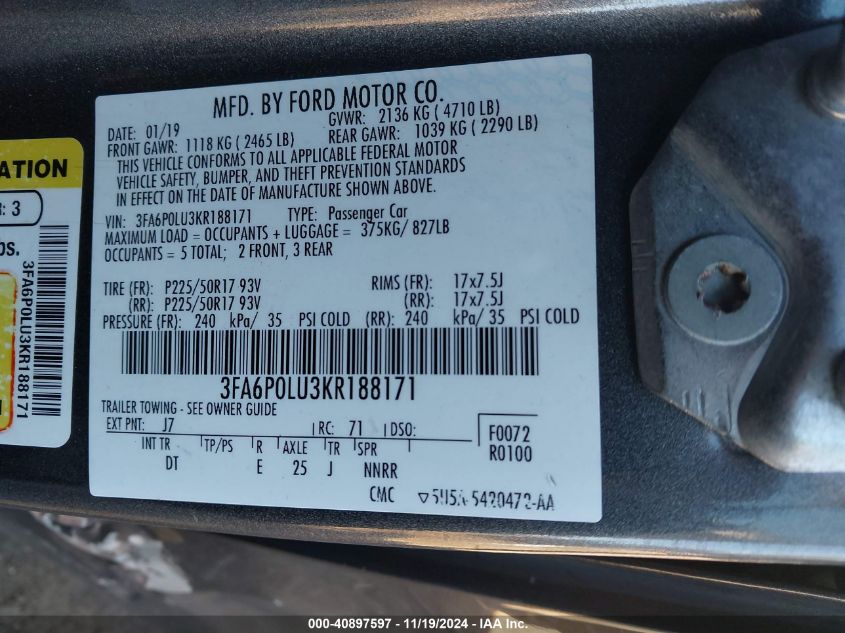 MFD. BY FORD MOTOR CO.
DATE: 01/19 GVWR: 2136 KG ( 4710 LB)
FRONT GAWR: 1118 KG ( 2465 LB) REAR GAWR: 1039 KG ( 2290 LB)
THIS VEHICLE CONFORMS TO ALL APPLICABLE FEDERAL MOTOR
VEHICLE SAFETY, BUMPER, AND THEFT PREVENTION STANDARDS
IN EFFECT ON THE DATE OF MANUFACTURE SHOWN ABOVE.
VIN: 3FA6P0LU3KR188171 TYPE: Passenger Car
MAXIMUM LOAD = OCCUPANTS + LUGGAGE = 375KG/ 827LB
OCCUPANTS = 5 TOTAL; 2 FRONT, 3 REAR
TIRE (FR): P225/50R17 93V RIMS (FR): 17x7.5J
(RR): P225/50R17 93V (RR): 17x7.5J
PRESSURE (FR): 240 kPa/ 35 PSI COLD (RR): 240 kPa/ 35 PSI COLD
3FA6P0LU3KR188171
TRAILER TOWING - SEE OWNER GUIDE
EXT PNT: J7 RC: 71 DSO: F0072
INT TR TP/PS R AXLE TR SPR R0100
DT E 25 J NNRR
CMC
ATION
: 3
bs.
3FA6P0LU3KR188171
000-40897597 - 11/19/2024 - IAA Inc.